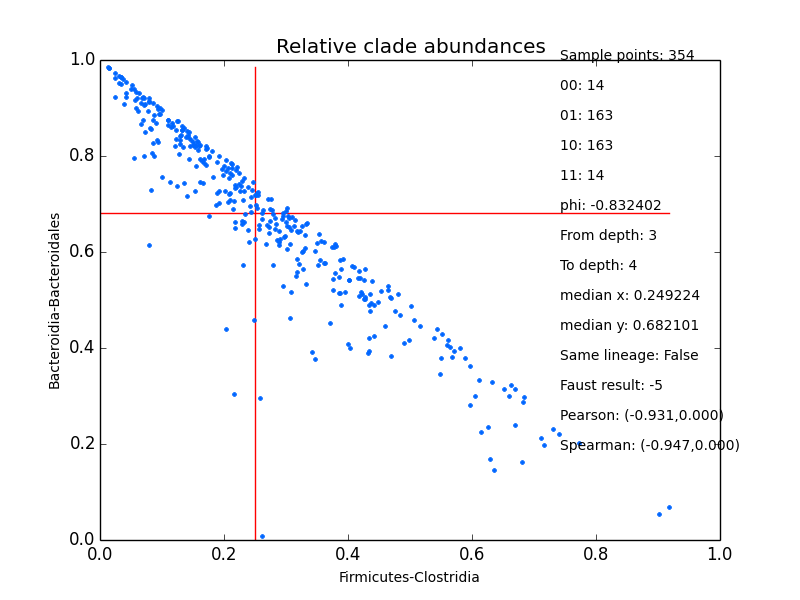 Relative clade abundances
Sample points: 354
00: 14
01: 163
10: 163
11: 14
phi: -0.832402
From depth: 3
To depth: 4
median x: 0.249224
median y: 0.682101
Same lineage: False
Faust result: -5
Pearson: (-0.931,0.000)
Spearman: (-0.947,0.000)
Bacteroidia-Bacteroidales
1.0
0.8
0.6
0.4
0.2
0.0
0.0 0.2 0.4 0.6 0.8 1.0
Firmicutes-Clostridia